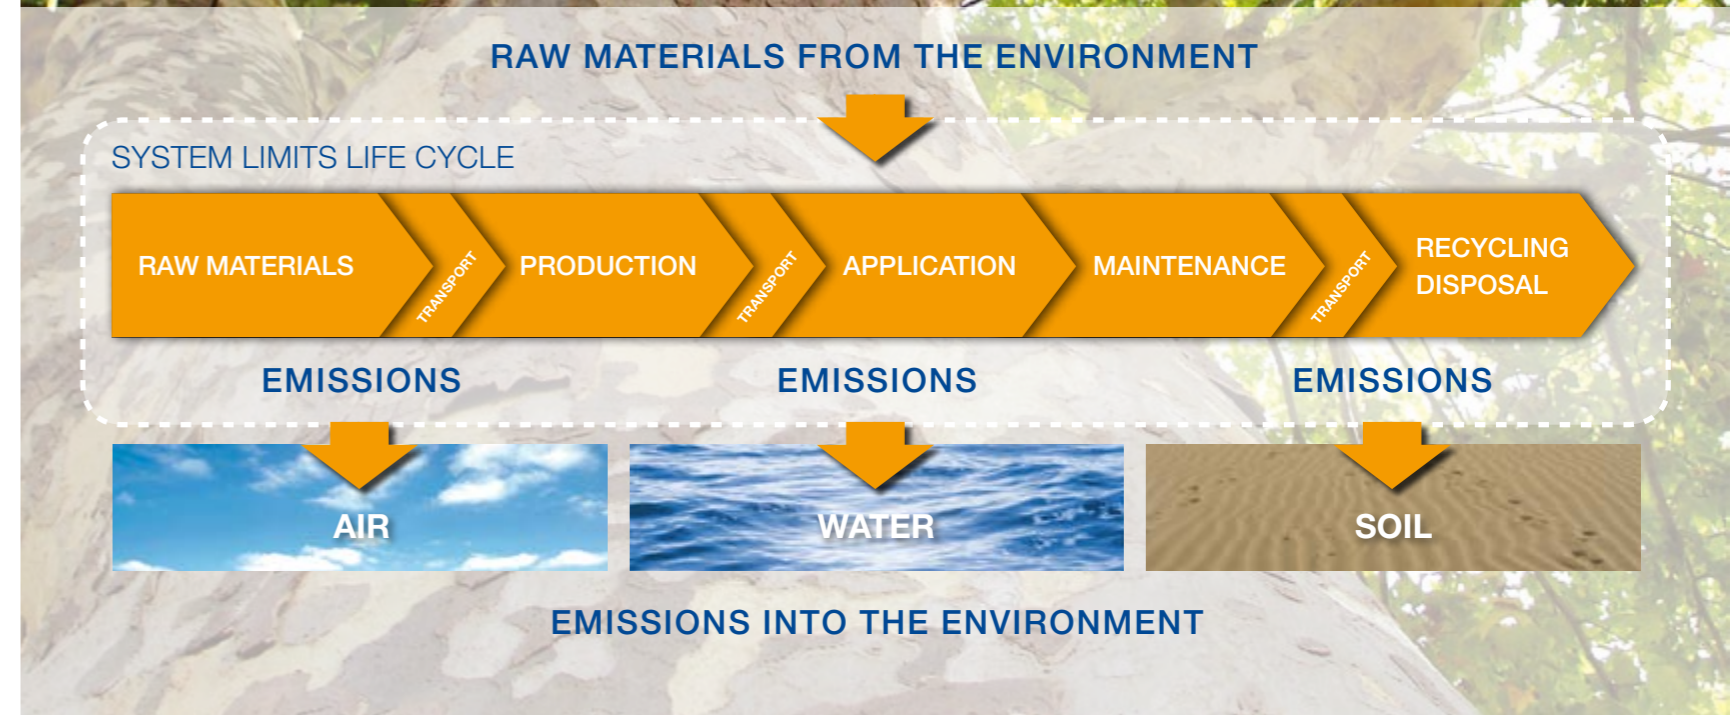 RAW MATERIALS FROM THE ENVIRONMENT
SYSTEM LIMITS LIFE CYCLE
RAW MATERIALS
TRANSPORT
PRODUCTION
TRANSPORT
APPLICATION
MAINTENANCE
TRANSPORT
RECYCLING
DISPOSAL
EMISSIONS
EMISSIONS
EMISSIONS
AIR
WATER
SOIL
EMISSIONS INTO THE ENVIRONMENT